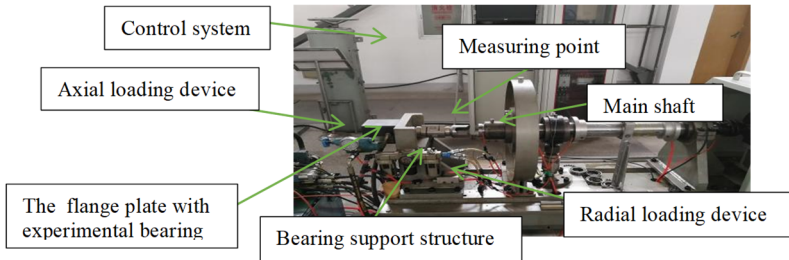 Control system
Measuring point
Axial loading device
Main shaft
The flange plate with
experimental bearing
Bearing support structure
Radial loading device